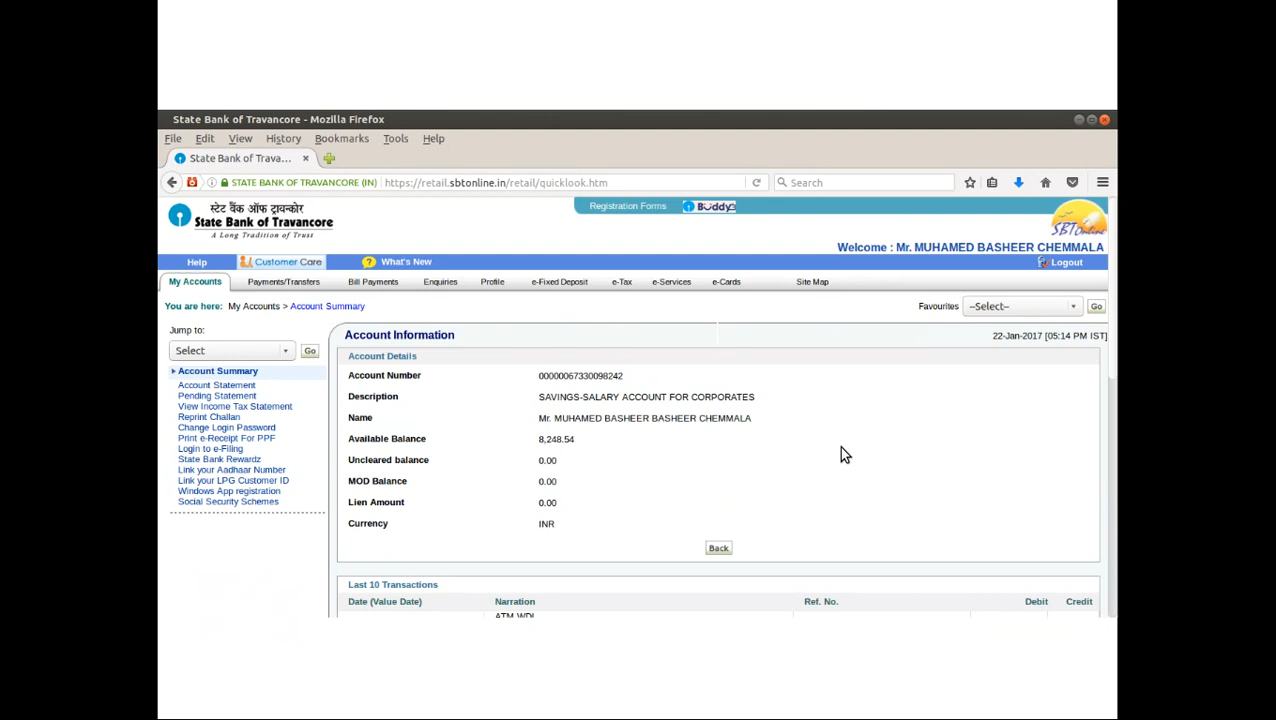 State Bank of Travancore - Mozilla Firefox
File Edit View History Bookmarks Tools Help
State Bank of Trava...
STATE BANK OF TRAVANCORE (IN) https://retail.sbtonline.in/retail/quicklook.htm Search
स्टेट बैंक ऑफ ट्रावन्कोर
State Bank of Travancore
A Long Tradition of Trust
Registration Forms Buddy
SBTOnline
Welcome : Mr. MUHAMED BASHEER CHEMMALA
Help Customer Care What's New Logout
My Accounts Payments/Transfers Bill Payments Enquiries Profile e-Fixed Deposit e-Tax e-Services e-Cards Site Map
You are here: My Accounts > Account Summary Favourites --Select-- Go
Jump to:
Select Go
Account Summary
Account Statement
Pending Statement
View Income Tax Statement
Reprint Challan
Change Login Password
Print e-Receipt For PPF
Login to e-Filing
State Bank Rewardz
Link your Aadhaar Number
Link your LPG Customer ID
Windows App registration
Social Security Schemes
Account Information 22-Jan-2017 [05:14 PM IST]
Account Details
Account Number 00000067330098242
Description SAVINGS-SALARY ACCOUNT FOR CORPORATES
Name Mr. MUHAMED BASHEER BASHEER CHEMMALA
Available Balance 8,248.54
Uncleared balance 0.00
MOD Balance 0.00
Lien Amount 0.00
Currency INR
Back
Last 10 Transactions
Date (Value Date) Narration Ref. No. Debit Credit
ATM WDL